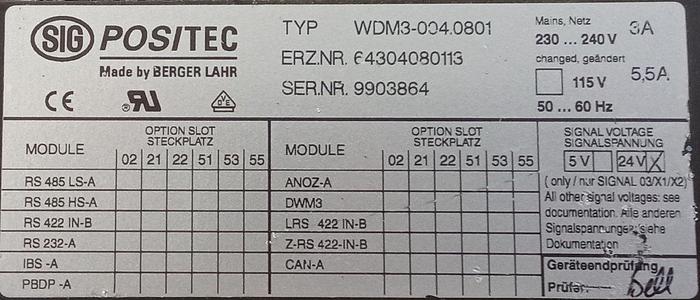 SIG POSITEC
Made by BERGER LAHR
CE RU VDE
TYP WDM3-004.0801
ERZ.NR. 64304080113
SER.NR. 9903864
Mains, Netz
230 ... 240 V 3A
changed, geändert
115 V 5,5A
50 ... 60 Hz
MODULE
OPTION SLOT
STECKPLATZ
02 21 22 51 53 55
RS 485 LS-A
RS 485 HS-A
RS 422 IN-B
RS 232-A
IBS -A
PBDP -A
MODULE
OPTION SLOT
STECKPLATZ
02 21 22 51 53 55
ANOZ-A
DWM3
LRS 422 IN-B
Z-RS 422-IN-B
CAN-A
SIGNAL VOLTAGE
SIGNALSPANNUNG
5 V 24 V X
( only / nur SIGNAL 03/X1/X2)
All other signal voltages: see
documentation. Alle anderen
Signalspannungen: siehe
Dokumentation
Geräteendprüfung
Prüfer: